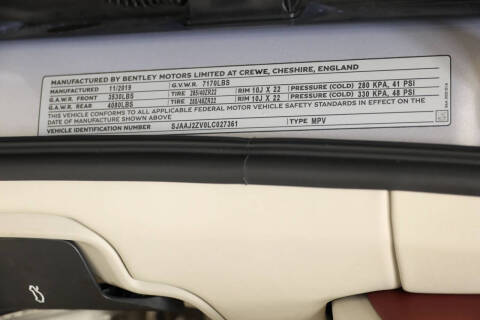 MANUFACTURED BY BENTLEY MOTORS LIMITED AT CREWE, CHESHIRE, ENGLAND
MANUFACTURED 11/2019 G.V.W.R. 7170LBS
G.A.W.R. FRONT 3530LBS TIRE 285/40ZR22 RIM 10J X 22 PRESSURE (COLD) 280 KPA, 41 PSI
G.A.W.R. REAR 4080LBS TIRE 285/40ZR22 RIM 10J X 22 PRESSURE (COLD) 330 KPA, 48 PSI
THIS VEHICLE CONFORMS TO ALL APPLICABLE FEDERAL MOTOR VEHICLE SAFETY STANDARDS IN EFFECT ON THE
DATE OF MANUFACTURE SHOWN ABOVE
VEHICLE IDENTIFICATION NUMBER SJAAJ2ZV0LC027361 TYPE MPV